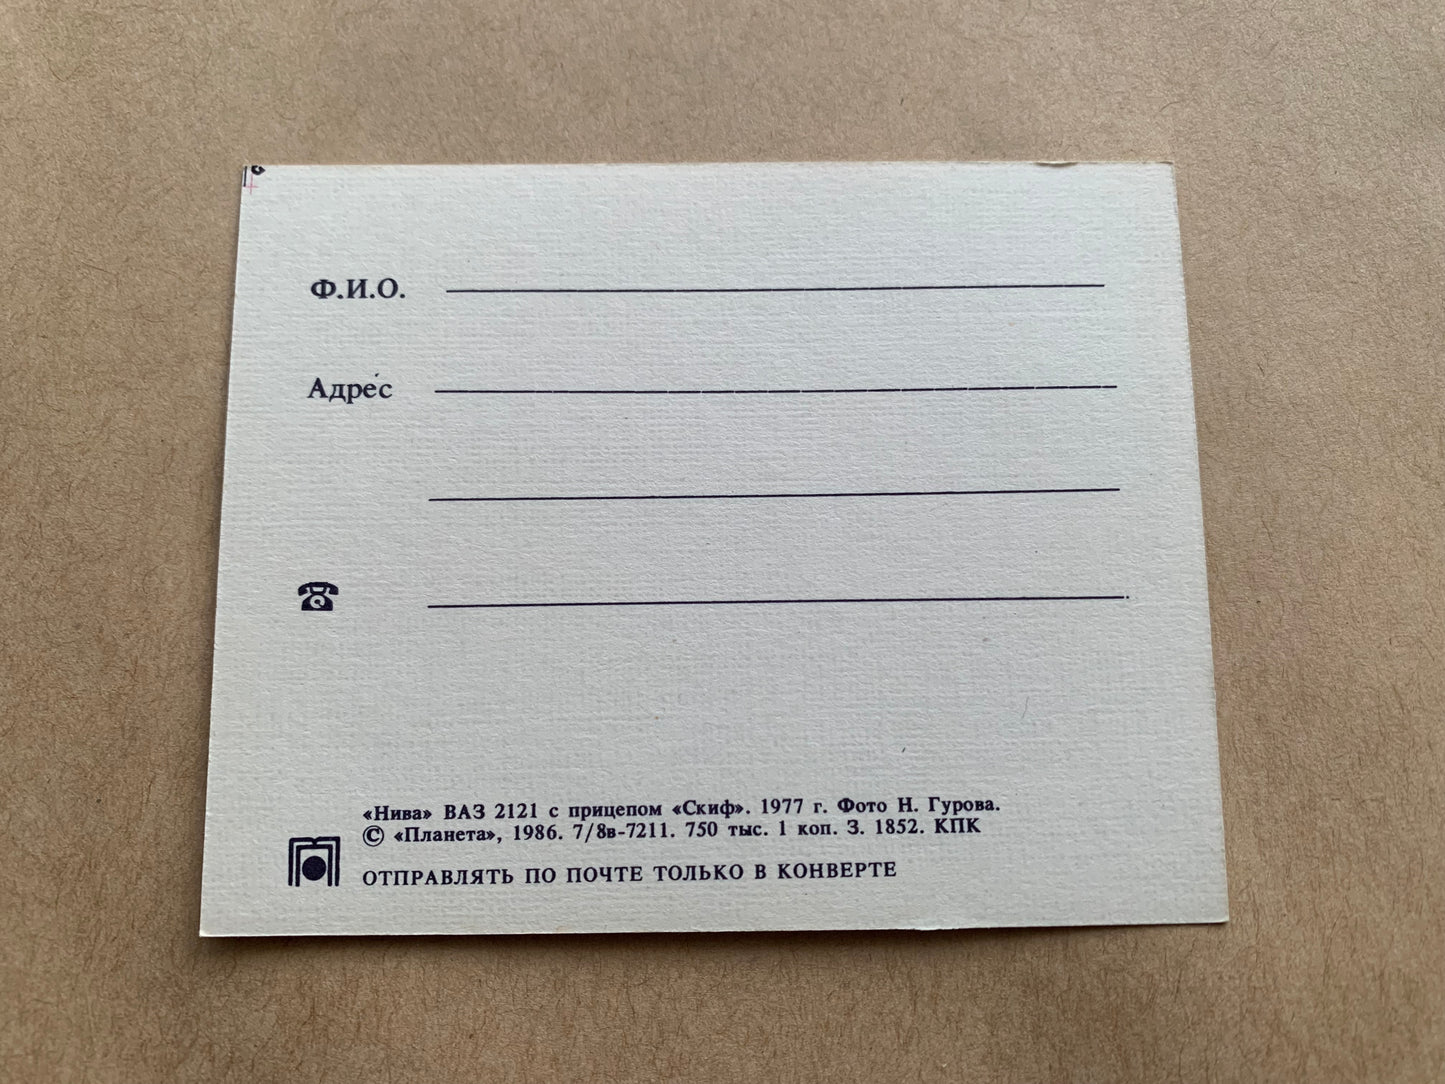 Ф.И.О.
Адрес
«Нива» ВАЗ 2121 с прицепом «Скиф». 1977 г. Фото Н. Гурова.
© «Планета», 1986. 7/8в-7211. 750 тыс. 1 коп. З. 1852. КПК
ОТПРАВЛЯТЬ ПО ПОЧТЕ ТОЛЬКО В КОНВЕРТЕ